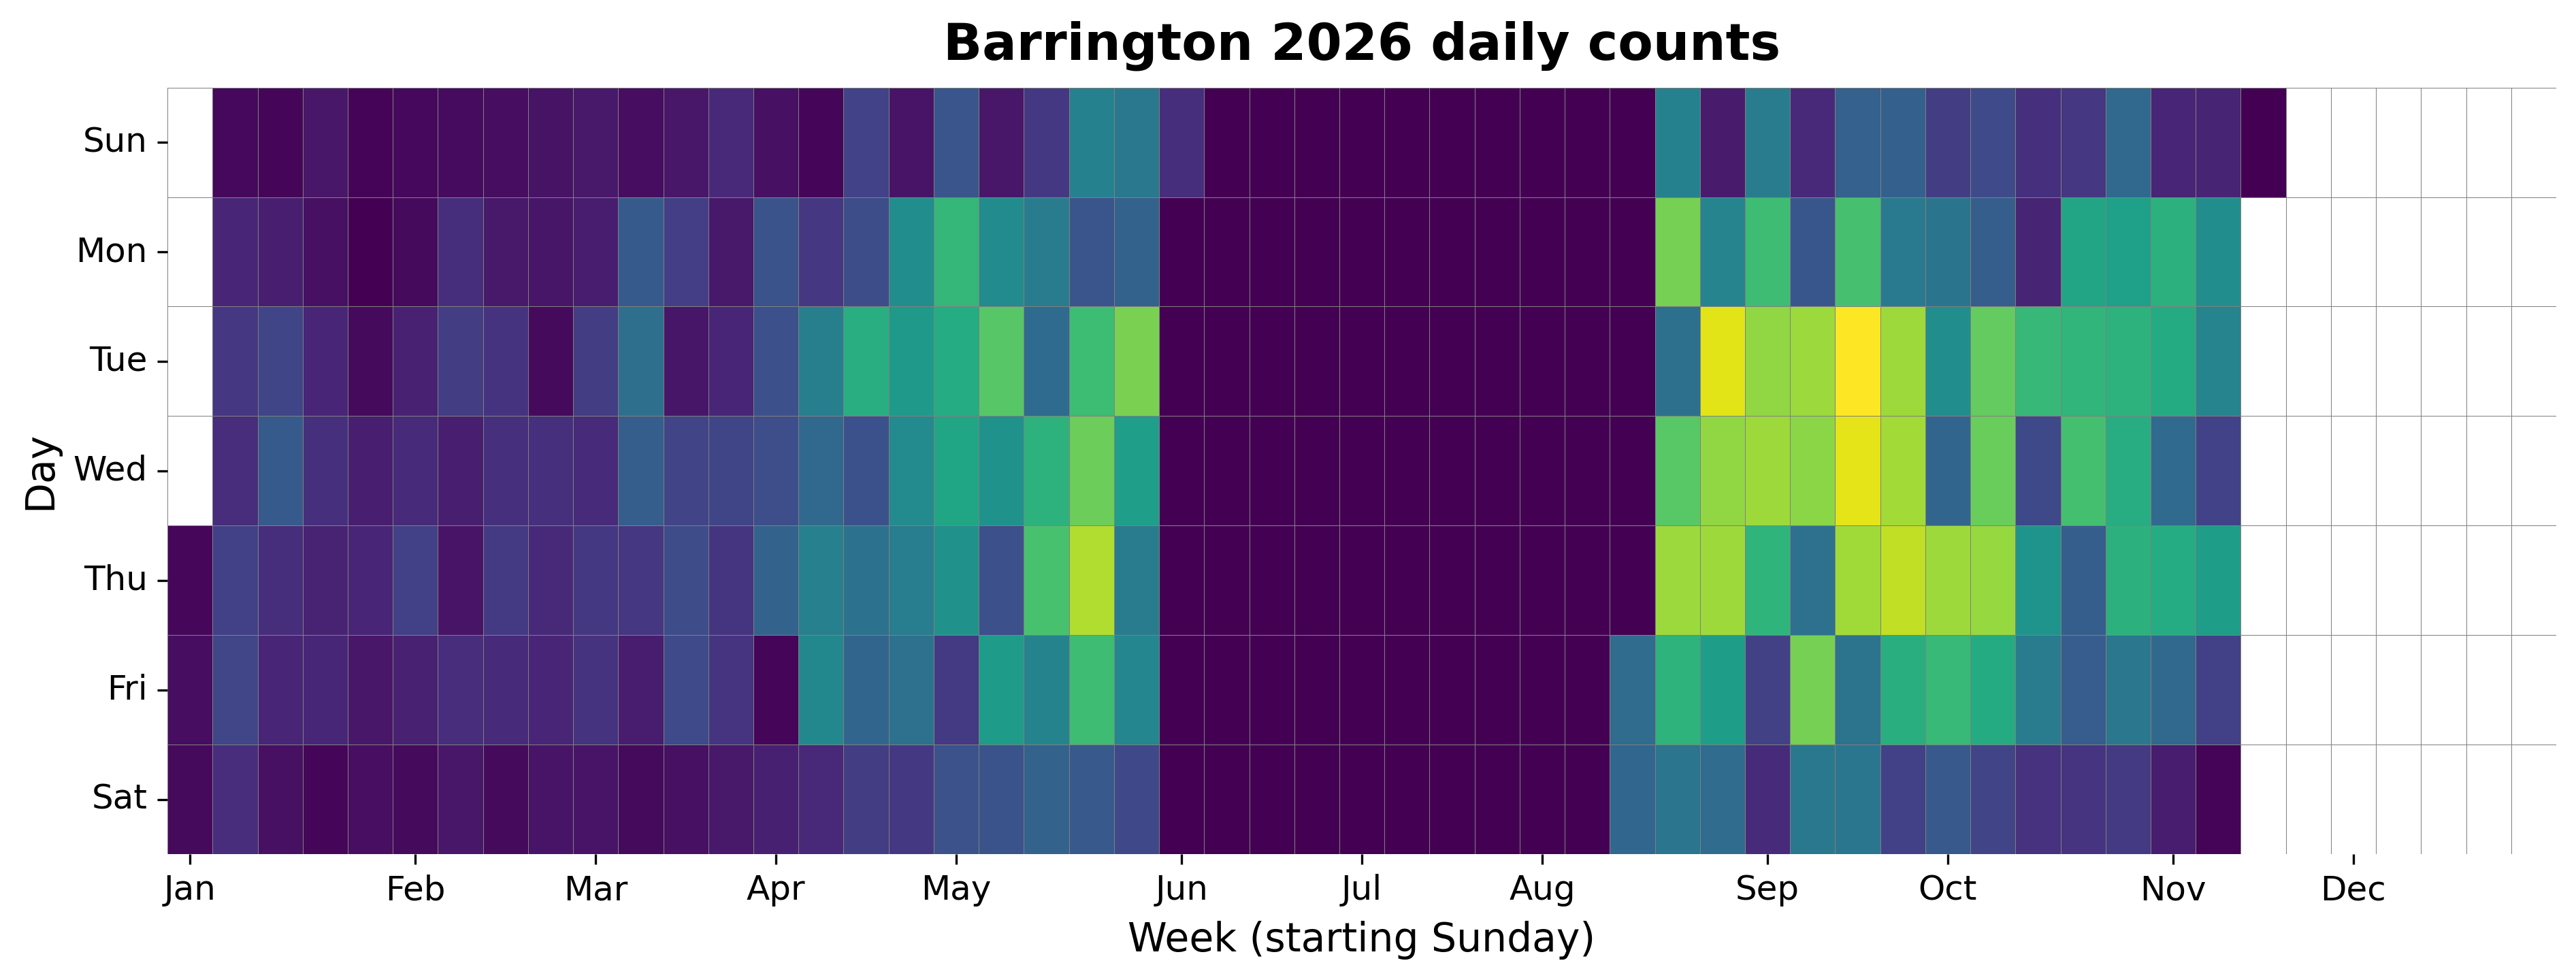 Barrington 2026 daily counts
Sun
Mon
Tue
Wed
Thu
Fri
Sat
Day
Jan Feb Mar Apr May Jun Jul Aug Sep Oct Nov Dec
Week (starting Sunday)